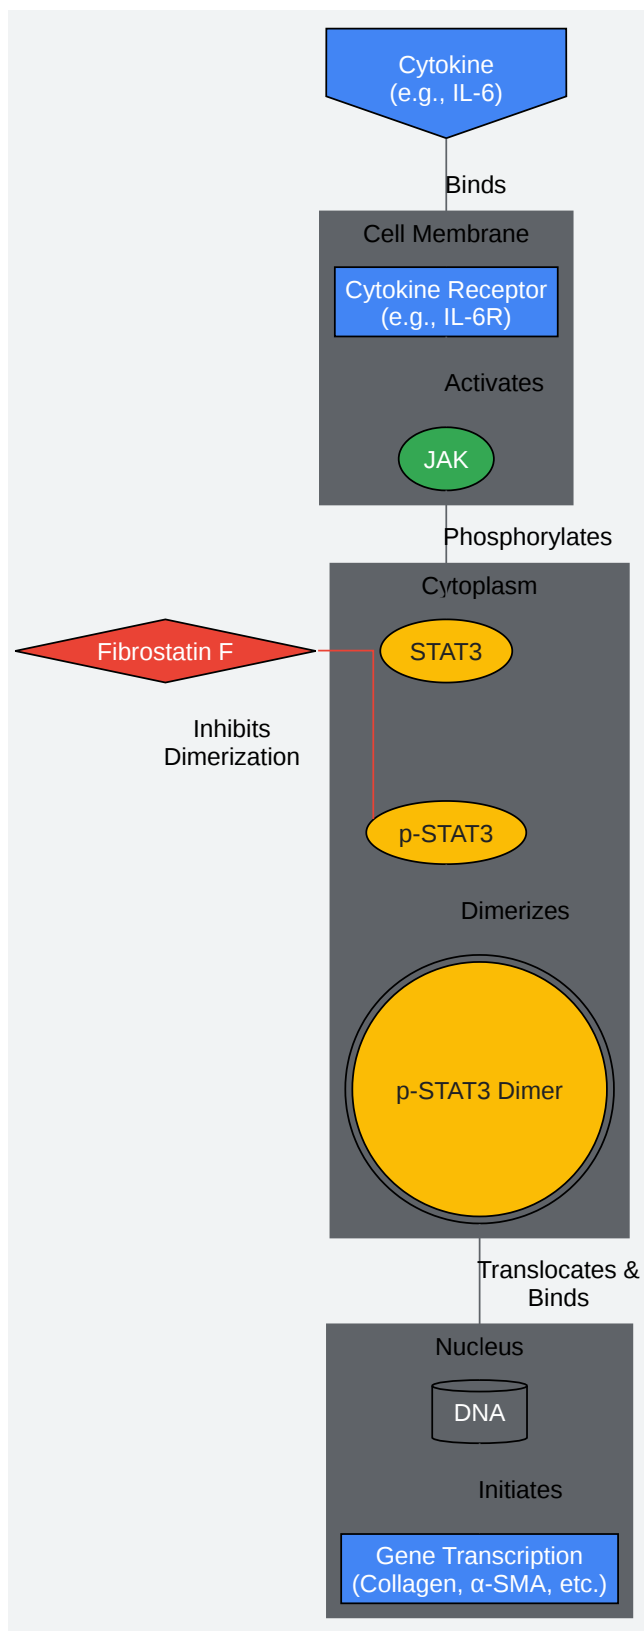 Cytokine
(e.g., IL-6)
Binds
Cell Membrane
Cytokine Receptor
(e.g., IL-6R)
Activates
JAK
Phosphorylates
Cytoplasm
Fibrostatin F
STAT3
Inhibits
Dimerization
p-STAT3
Dimerizes
p-STAT3 Dimer
Translocates &
Binds
Nucleus
DNA
Initiates
Gene Transcription
(Collagen, α-SMA, etc.)